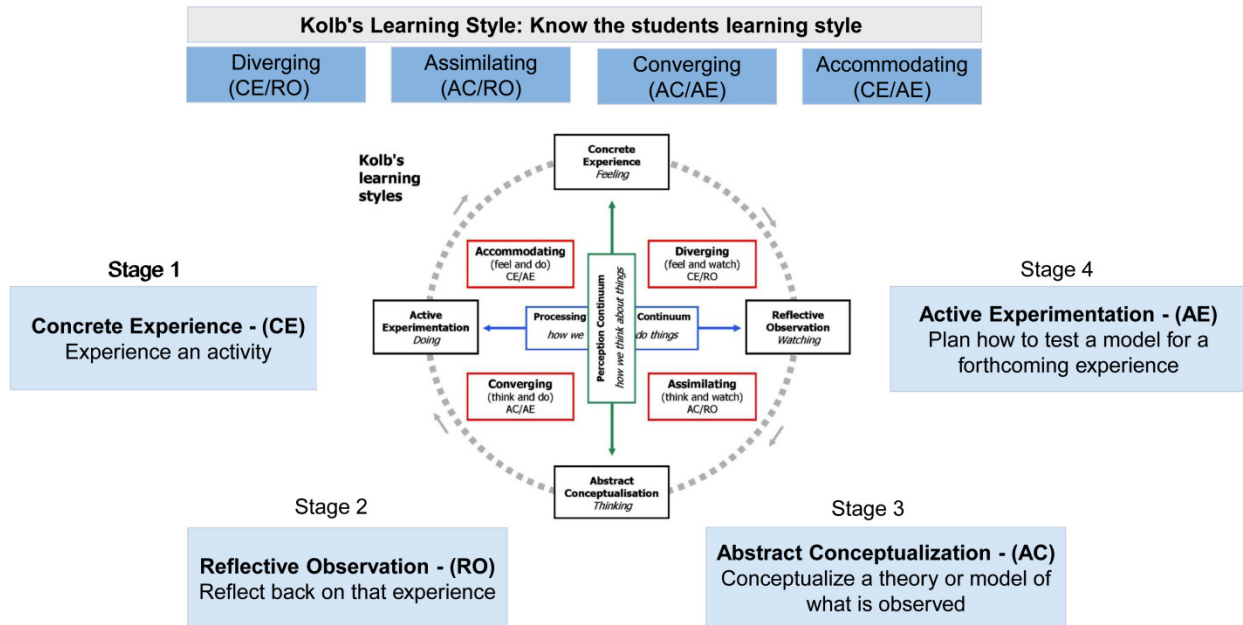 Kolb's Learning Style: Know the students learning style
Diverging
(CE/RO)
Assimilating
(AC/RO)
Converging
(AC/AE)
Accommodating
(CE/AE)
Kolb's
learning
styles
Concrete
Experience
Feeling
Accommodating
(feel and do)
CE/AE
Diverging
(feel and watch)
CE/RO
Active
Experimentation
Doing
Processing
how we
Perception Continuum
how we think about things
Continuum
do things
Reflective
Observation
Watching
Converging
(think and do)
AC/AE
Assimilating
(think and watch)
AC/RO
Abstract
Conceptualisation
Thinking
Stage 1
Concrete Experience - (CE)
Experience an activity
Stage 2
Reflective Observation - (RO)
Reflect back on that experience
Stage 3
Abstract Conceptualization - (AC)
Conceptualize a theory or model of
what is observed
Stage 4
Active Experimentation - (AE)
Plan how to test a model for a
forthcoming experience